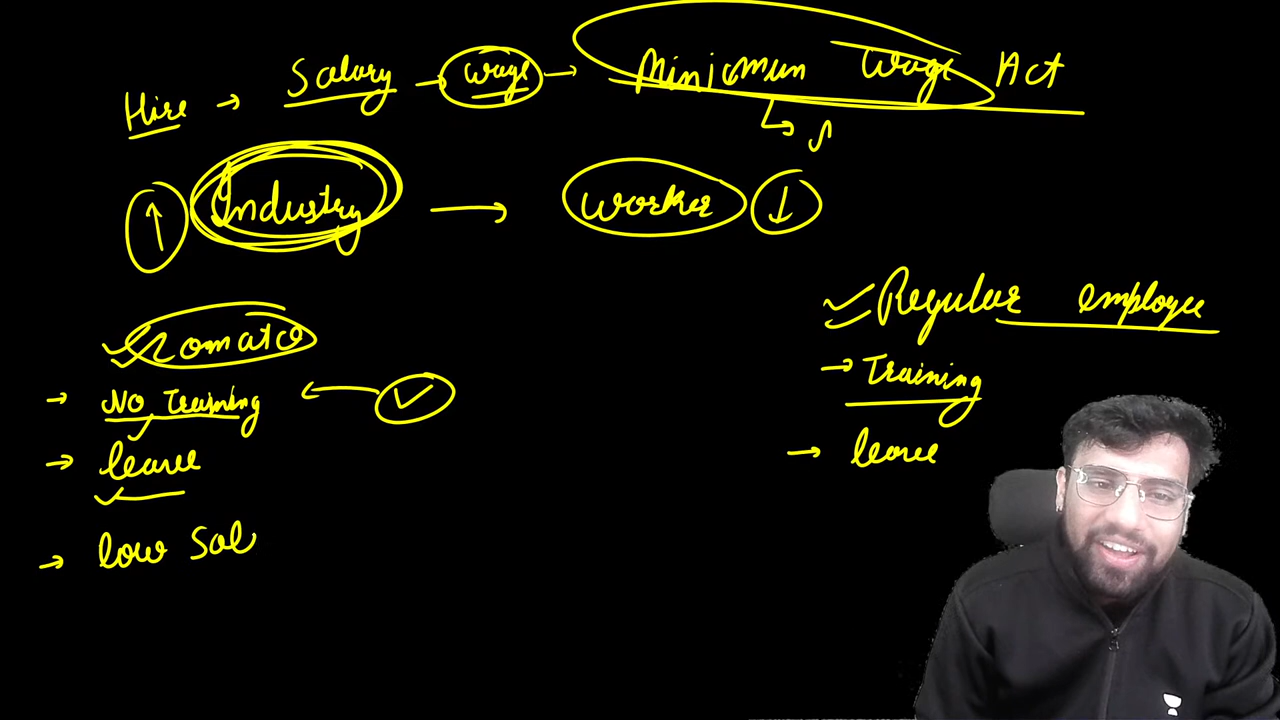 Hire → Salary → Wage → Minimum Wage Act
↑ Industry → Worker ↓
Zomato
→ NO Training ← ✓
→ leave
→ low Sal
✓ Regular employee
→ Training
→ leave